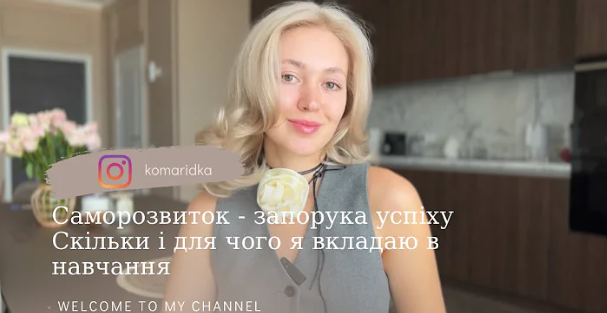 komaridka
Саморозвиток - запорука успіху
Скільки і для чого я вкладаю в
навчання
WELCOME TO MY CHANNEL